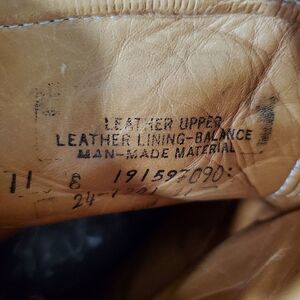 LEATHER UPPER
LEATHER LINING-BALANCE
MAN-MADE MATERIAL
11 8 191597090: